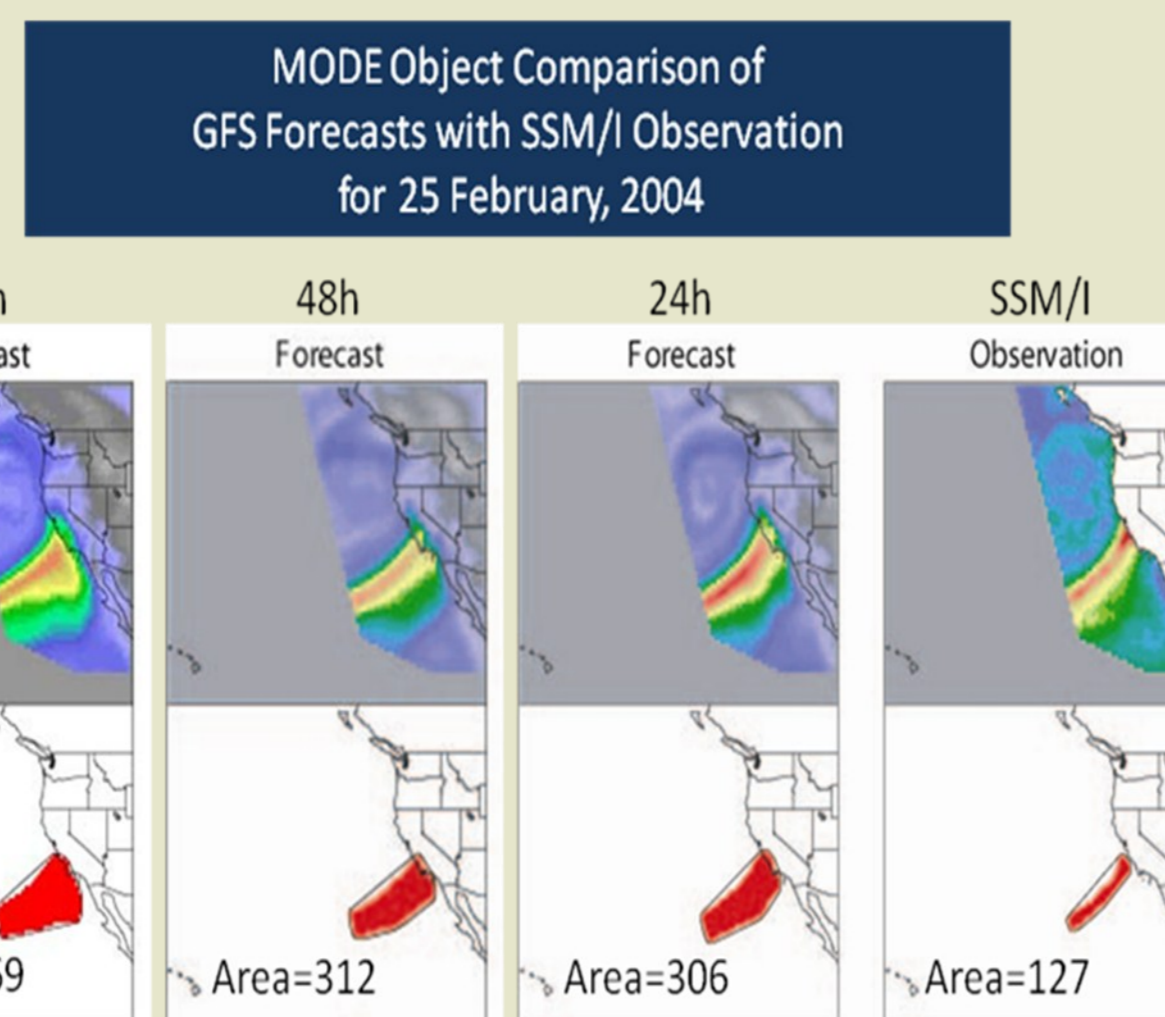 MODE Object Comparison of
GFS Forecasts with SSM/I Observation
for 25 February, 2004
48h
24h
SSM/I
Forecast
Forecast
Observation
Area=312
Area=306
Area=127